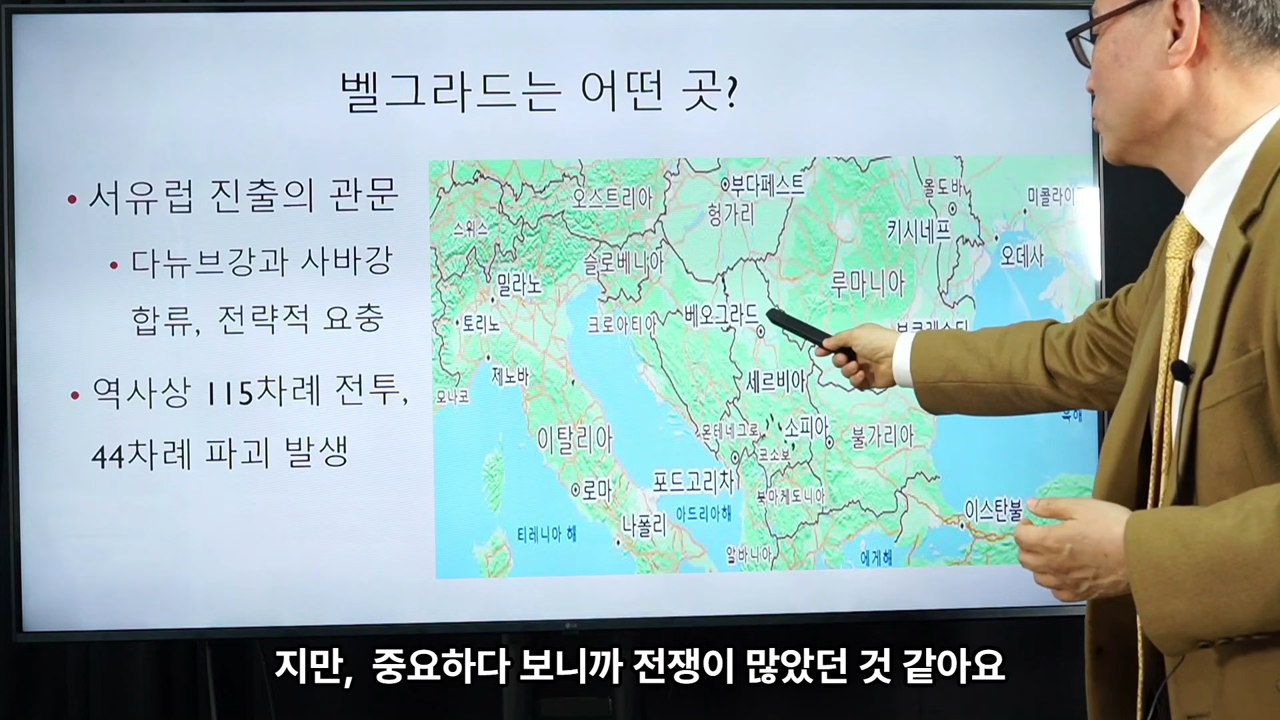 벨그라드는 어떤 곳?
• 서유럽 진출의 관문
• 다뉴브강과 사바강
합류, 전략적 요충
• 역사상 115차례 전투,
44차례 파괴 발생
오스트리아
부다페스트
헝가리
몰도바
미콜라이
스위스
키시네프
슬로베니아
오데사
밀라노
루마니아
토리노
크로아티아
베오그라드
제노바
모나코
세르비아
흑해
이탈리아
몬테네그로
소피아
불가리아
코소보
로마
포드고리차
북마케도니아
아드리아해
이스탄불
나폴리
티레니아 해
알바니아
에게해
LG
지만, 중요하다 보니까 전쟁이 많았던 것 같아요